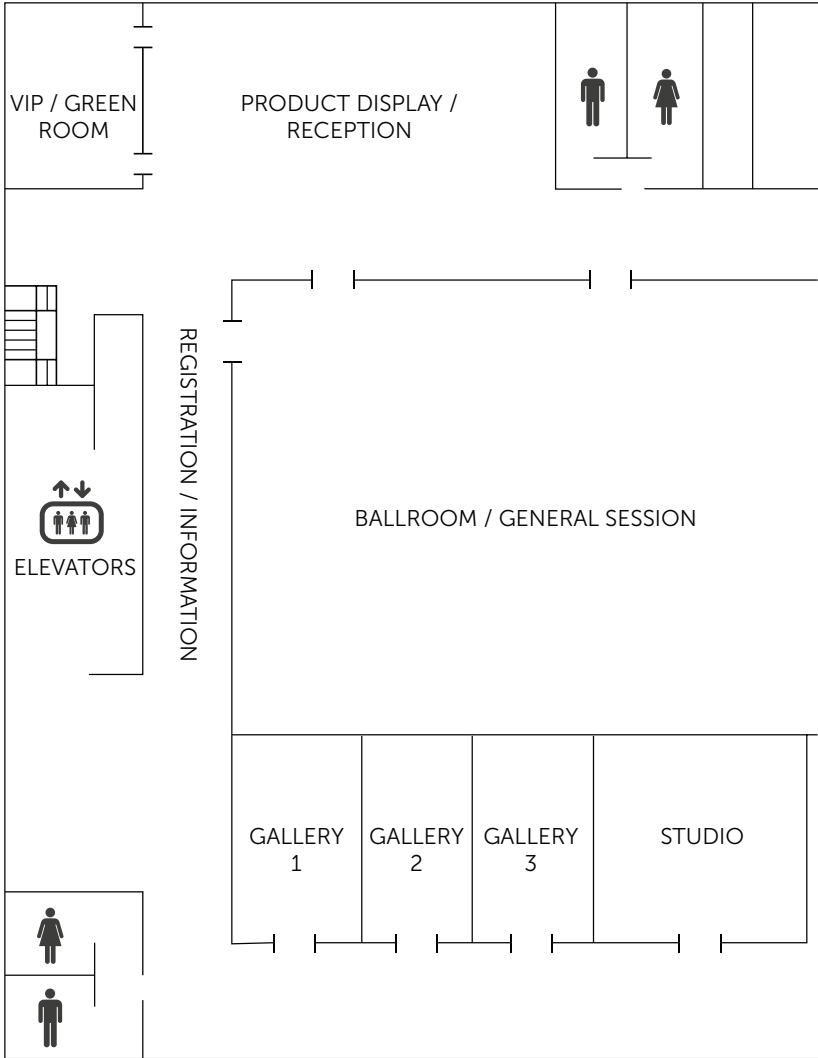 VIP / GREEN
ROOM
PRODUCT DISPLAY /
RECEPTION
REGISTRATION / INFORMATION
ELEVATORS
BALLROOM / GENERAL SESSION
GALLERY
1
GALLERY
2
GALLERY
3
STUDIO